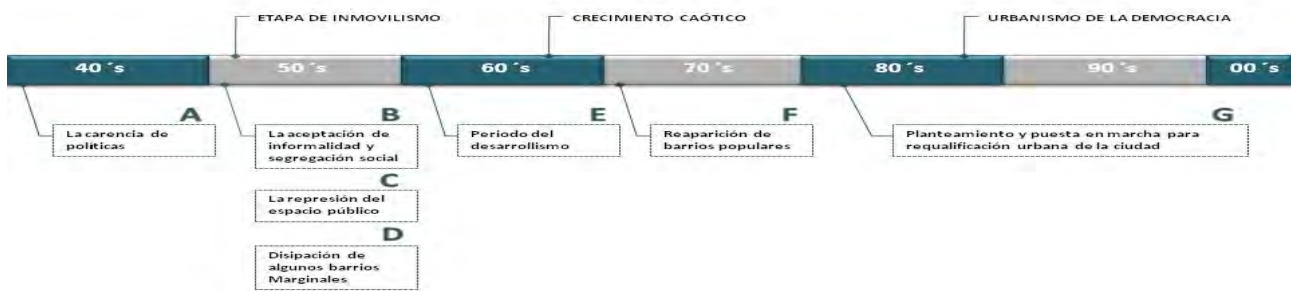 ETAPA DE INMOVILISMO
CRECIMIENTO CAÓTICO
URBANISMO DE LA DEMOCRACIA
40 ´s
50 ´s
60 ´s
70 ´s
80 ´s
90 ´s
00 ´s
A
La carencia de
políticas
B
La aceptación de
informalidad y
segregación social
C
La represión del
espacio público
D
Disipación de
algunos barrios
Marginales
E
Periodo del
desarrollismo
F
Reaparición de
barrios populares
G
Planteamiento y puesta en marcha para
requalificación urbana de la ciudad